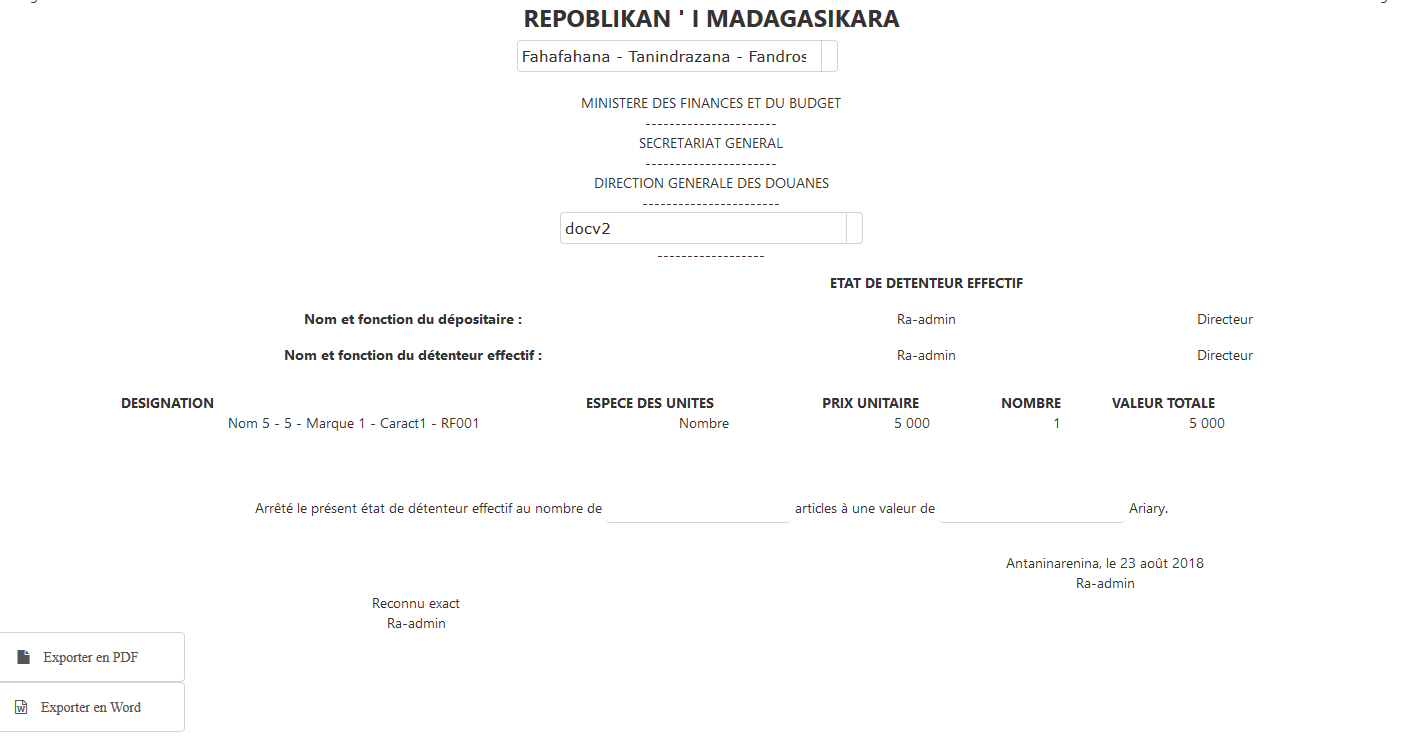 REPOBLIKAN ' I MADAGASIKARA
Fahafahana - Tanindrazana - Fandros
MINISTERE DES FINANCES ET DU BUDGET
----------------------
SECRETARIAT GENERAL
----------------------
DIRECTION GENERALE DES DOUANES
-----------------------
docv2
------------------
ETAT DE DETENTEUR EFFECTIF
Nom et fonction du dépositaire : Ra-admin Directeur
Nom et fonction du détenteur effectif : Ra-admin Directeur
DESIGNATION ESPECE DES UNITES PRIX UNITAIRE NOMBRE VALEUR TOTALE
Nom 5 - 5 - Marque 1 - Caract1 - RF001 Nombre 5 000 1 5 000
Arrêté le présent état de détenteur effectif au nombre de articles à une valeur de Ariary.
Antaninarenina, le 23 août 2018
Ra-admin
Reconnu exact
Ra-admin
Exporter en PDF
Exporter en Word